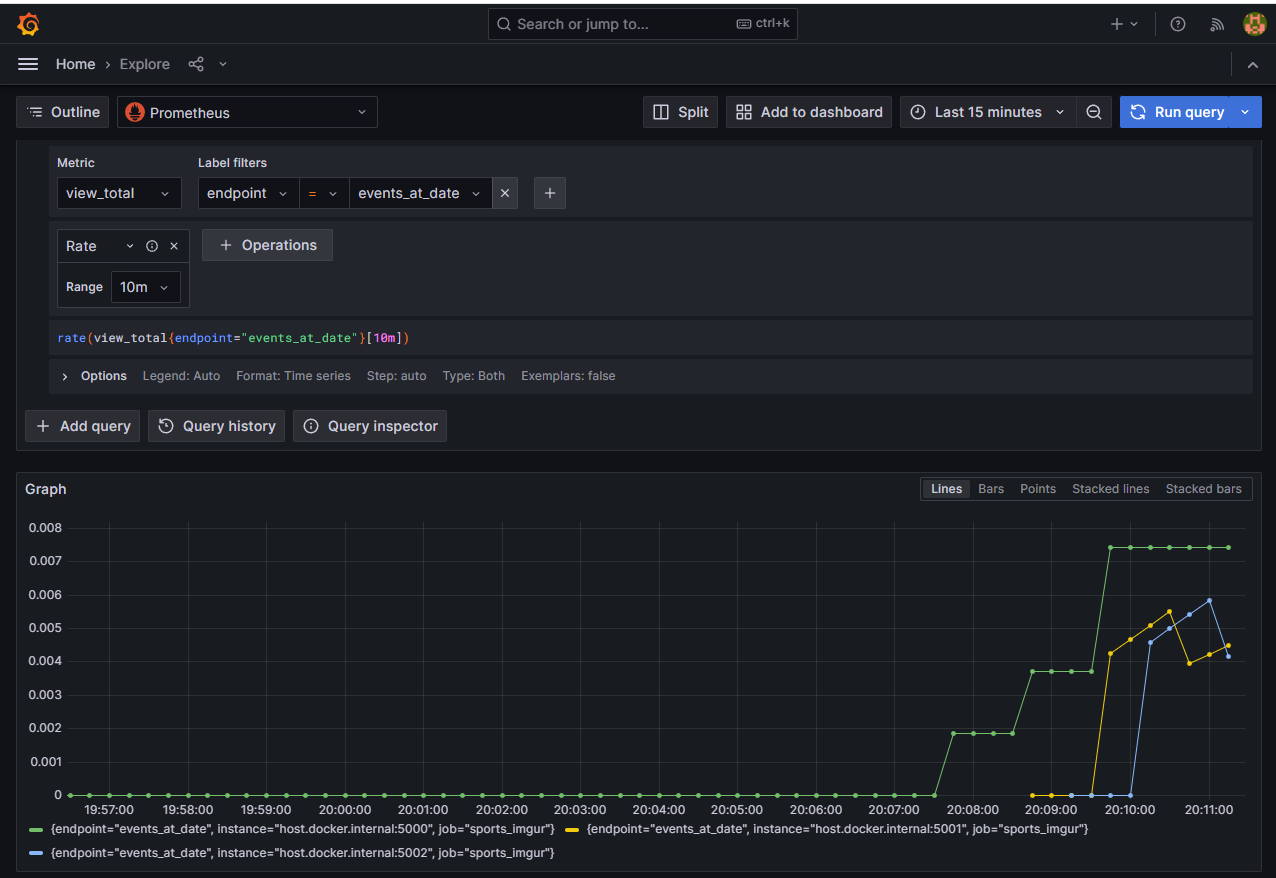 Search or jump to... ctrl+k
Home › Explore
Outline Prometheus Split Add to dashboard Last 15 minutes Run query
Metric Label filters
view_total endpoint = events_at_date × +
Rate ×
+ Operations
Range 10m
rate(view_total{endpoint="events_at_date"}[10m])
Options Legend: Auto Format: Time series Step: auto Type: Both Exemplars: false
+ Add query Query history Query inspector
Graph Lines Bars Points Stacked lines Stacked bars
0.008
0.007
0.006
0.005
0.004
0.003
0.002
0.001
0
19:57:00 19:58:00 19:59:00 20:00:00 20:01:00 20:02:00 20:03:00 20:04:00 20:05:00 20:06:00 20:07:00 20:08:00 20:09:00 20:10:00 20:11:00
{endpoint="events_at_date", instance="host.docker.internal:5000", job="sports_imgur"} {endpoint="events_at_date", instance="host.docker.internal:5001", job="sports_imgur"}
{endpoint="events_at_date", instance="host.docker.internal:5002", job="sports_imgur"}